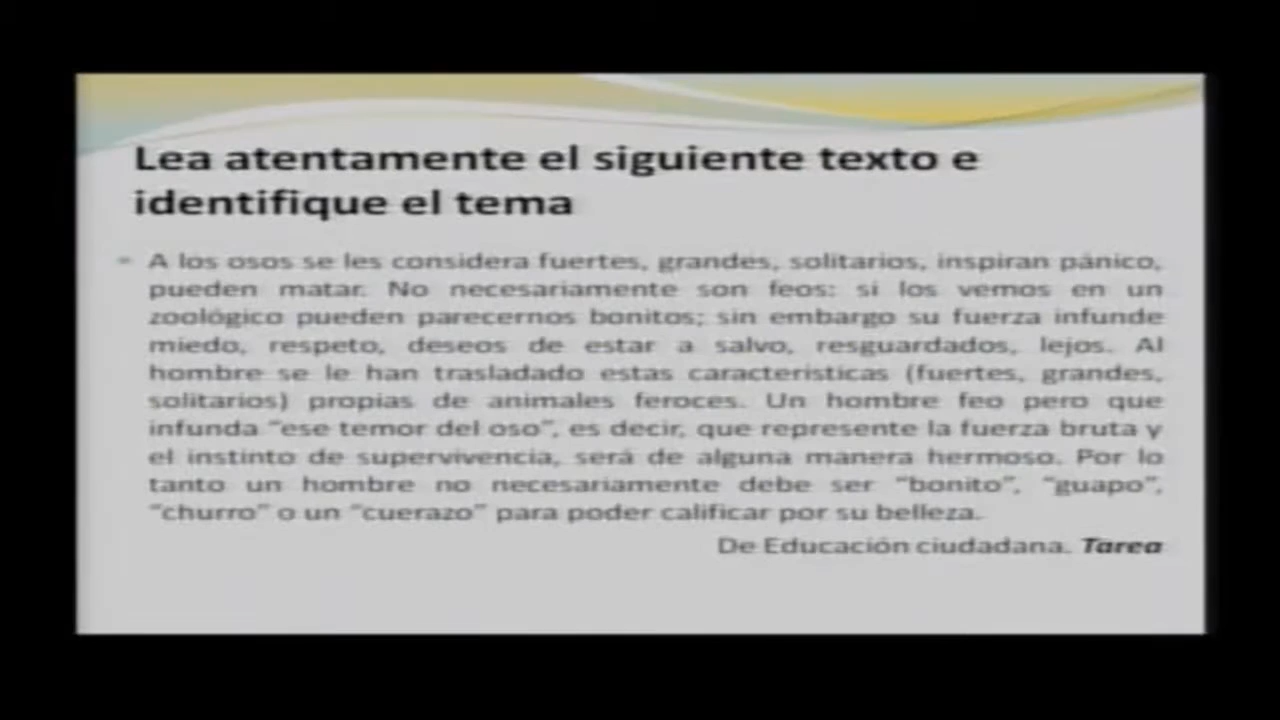 Lea atentamente el siguiente texto e
identifique el tema
A los osos se les considera fuertes, grandes, solitarios, inspiran pánico,
pueden matar. No necesariamente son feos: si los vemos en un
zoológico pueden parecernos bonitos; sin embargo su fuerza infunde
miedo, respeto, deseos de estar a salvo, resguardados, lejos. Al
hombre se le han trasladado estas características (fuertes, grandes,
solitarios) propias de animales feroces. Un hombre feo pero que
infunda "ese temor del oso", es decir, que represente la fuerza bruta y
el instinto de supervivencia, será de alguna manera hermoso. Por lo
tanto un hombre no necesariamente debe ser "bonito", "guapo",
"churro" o un "cuerazo" para poder calificar por su belleza.
De Educación ciudadana. Tarea